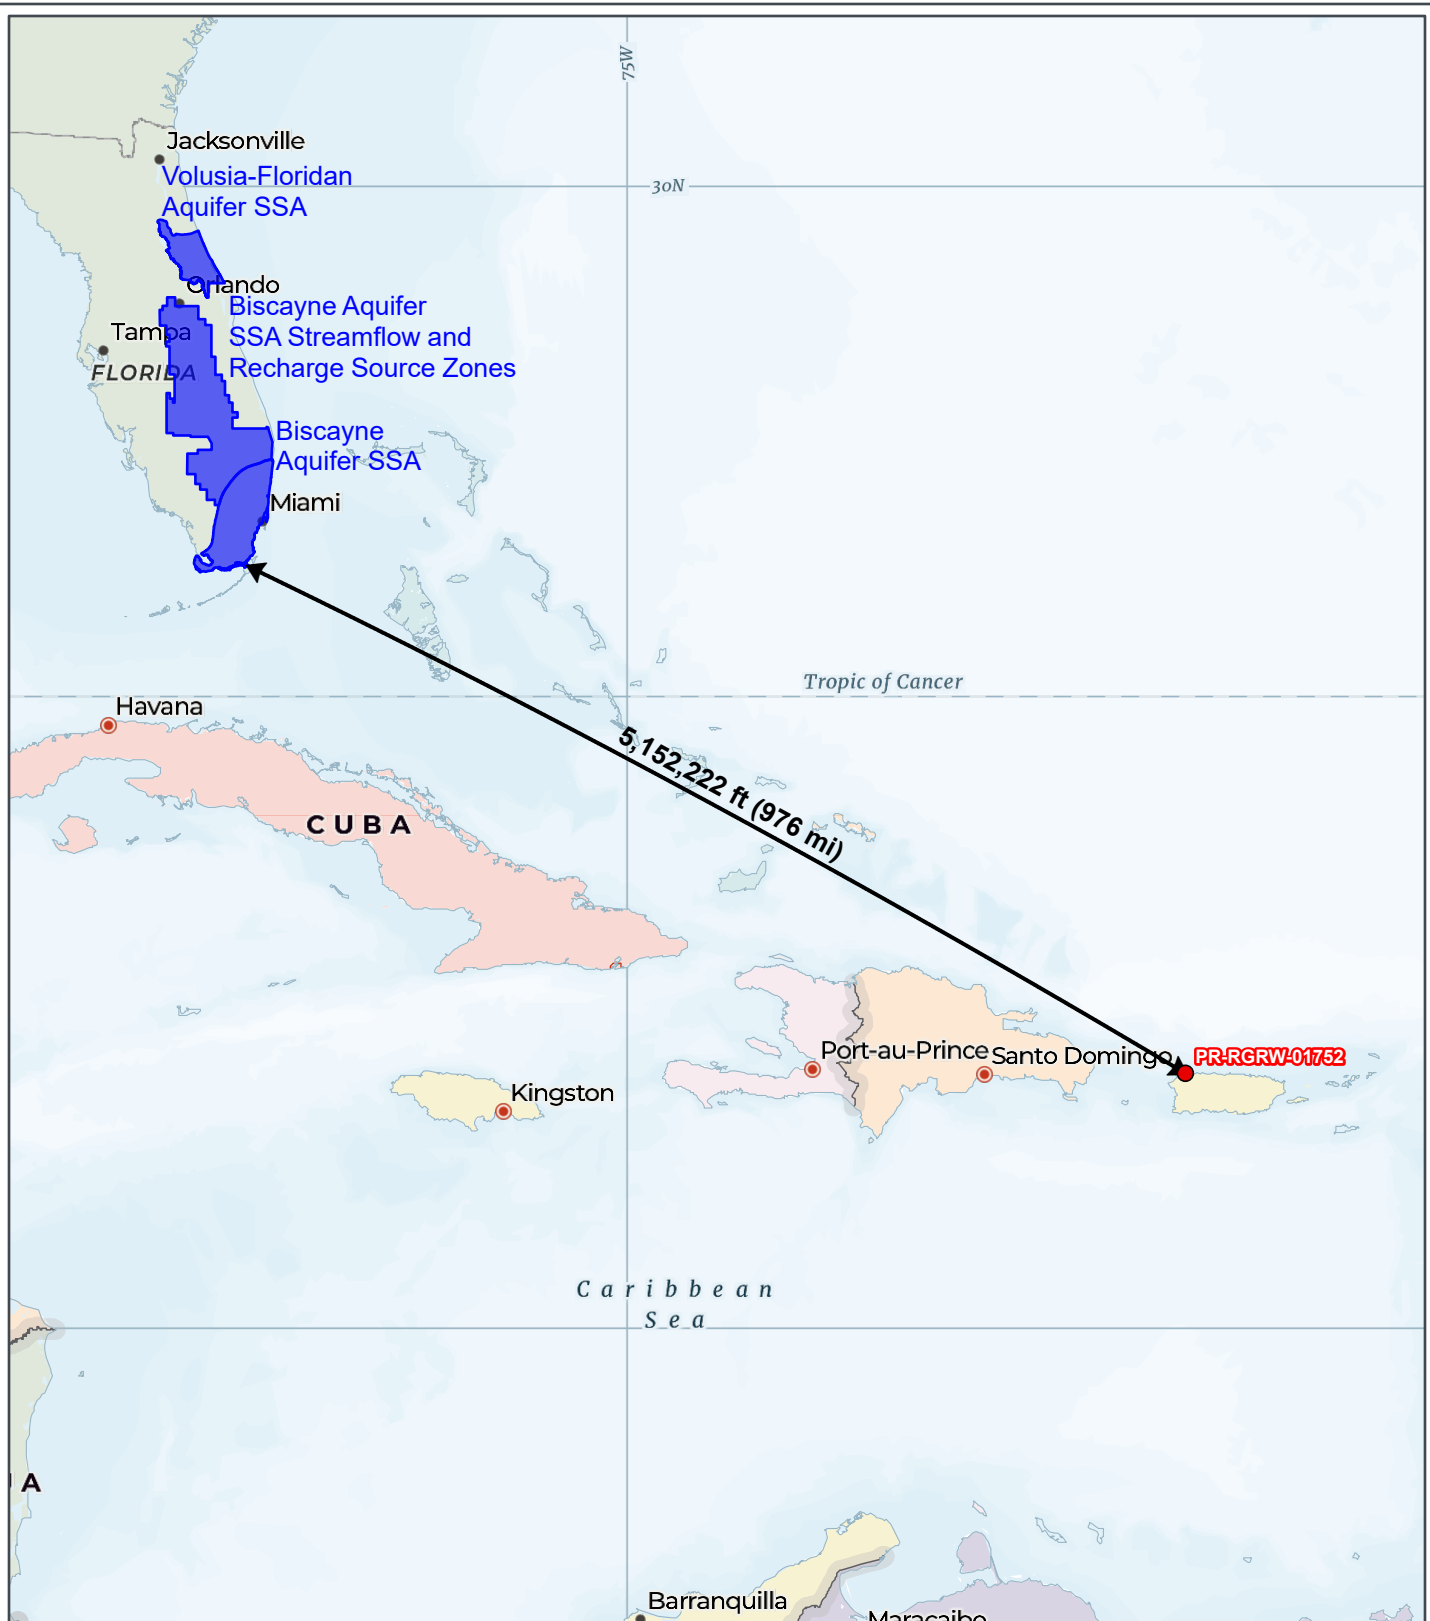 75W
Jacksonville
Volusia-Floridan
Aquifer SSA
30N
Orlando
Biscayne Aquifer
SSA Streamflow and
Recharge Source Zones
Tampa
FLORIDA
Biscayne
Aquifer SSA
Miami
Tropic of Cancer
Havana
5,152,222 ft (976 mi)
CUBA
Port-au-Prince
Santo Domingo
PR-RGRW-01752
Kingston
Caribbean
Sea
A
Barranquilla
Maracaibo